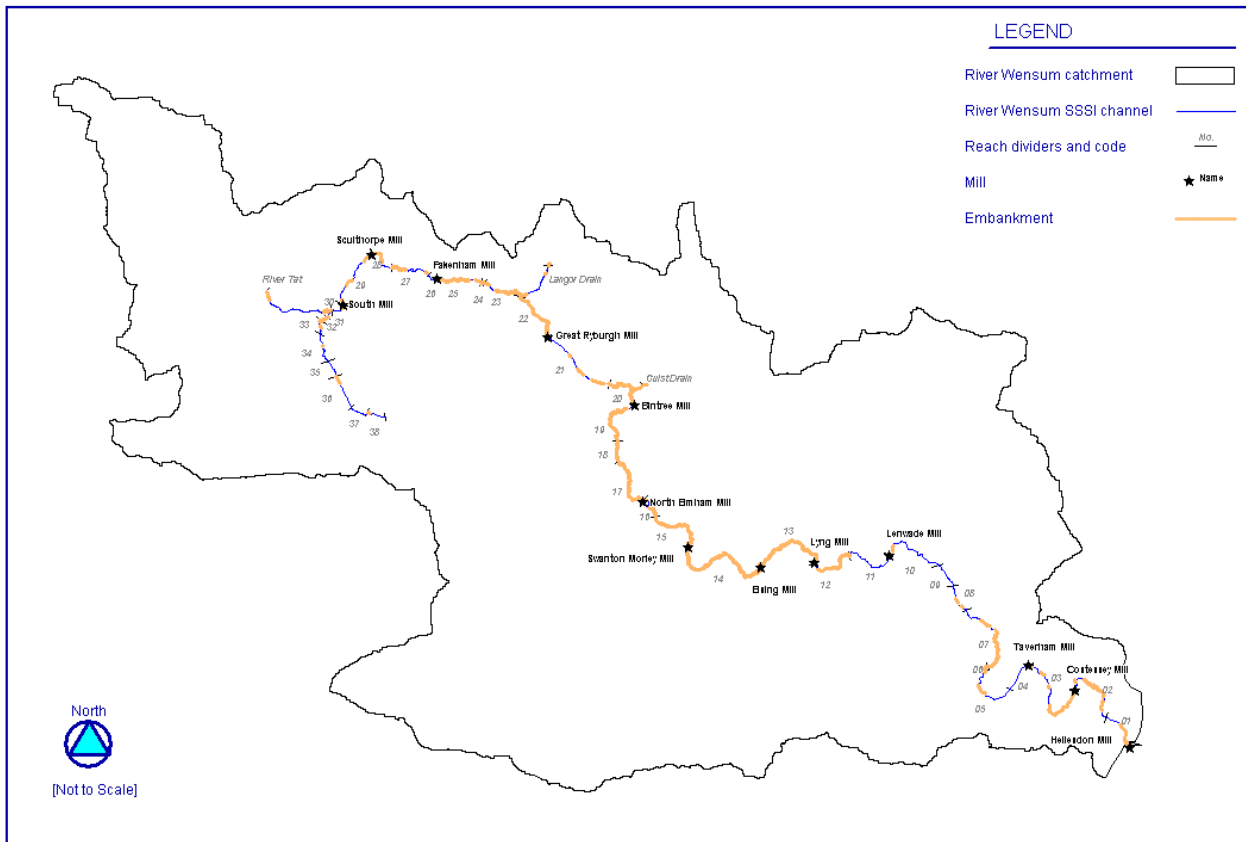 LEGEND
River Wensum catchment
River Wensum SSSI channel
No.
Reach dividers and code
Mill
Name
Embankment
Sculthorpe Mill
28
Fakenham Mill
27
River Tat
29
26
25
24
23
Langor Drain
30
South Mill
31
33
32
22
Great Ryburgh Mill
34
21
35
Guist Drain
36
20
Bintree Mill
37
38
19
18
17
North Elmham Mill
16
15
13
Lyng Mill
Lenwade Mill
Swanton Morley Mill
14
Elsing Mill
12
11
10
09
08
07
Taverham Mill
06
03
Costessey Mill
04
02
05
01
Hellesdon Mill
North
[Not to Scale]